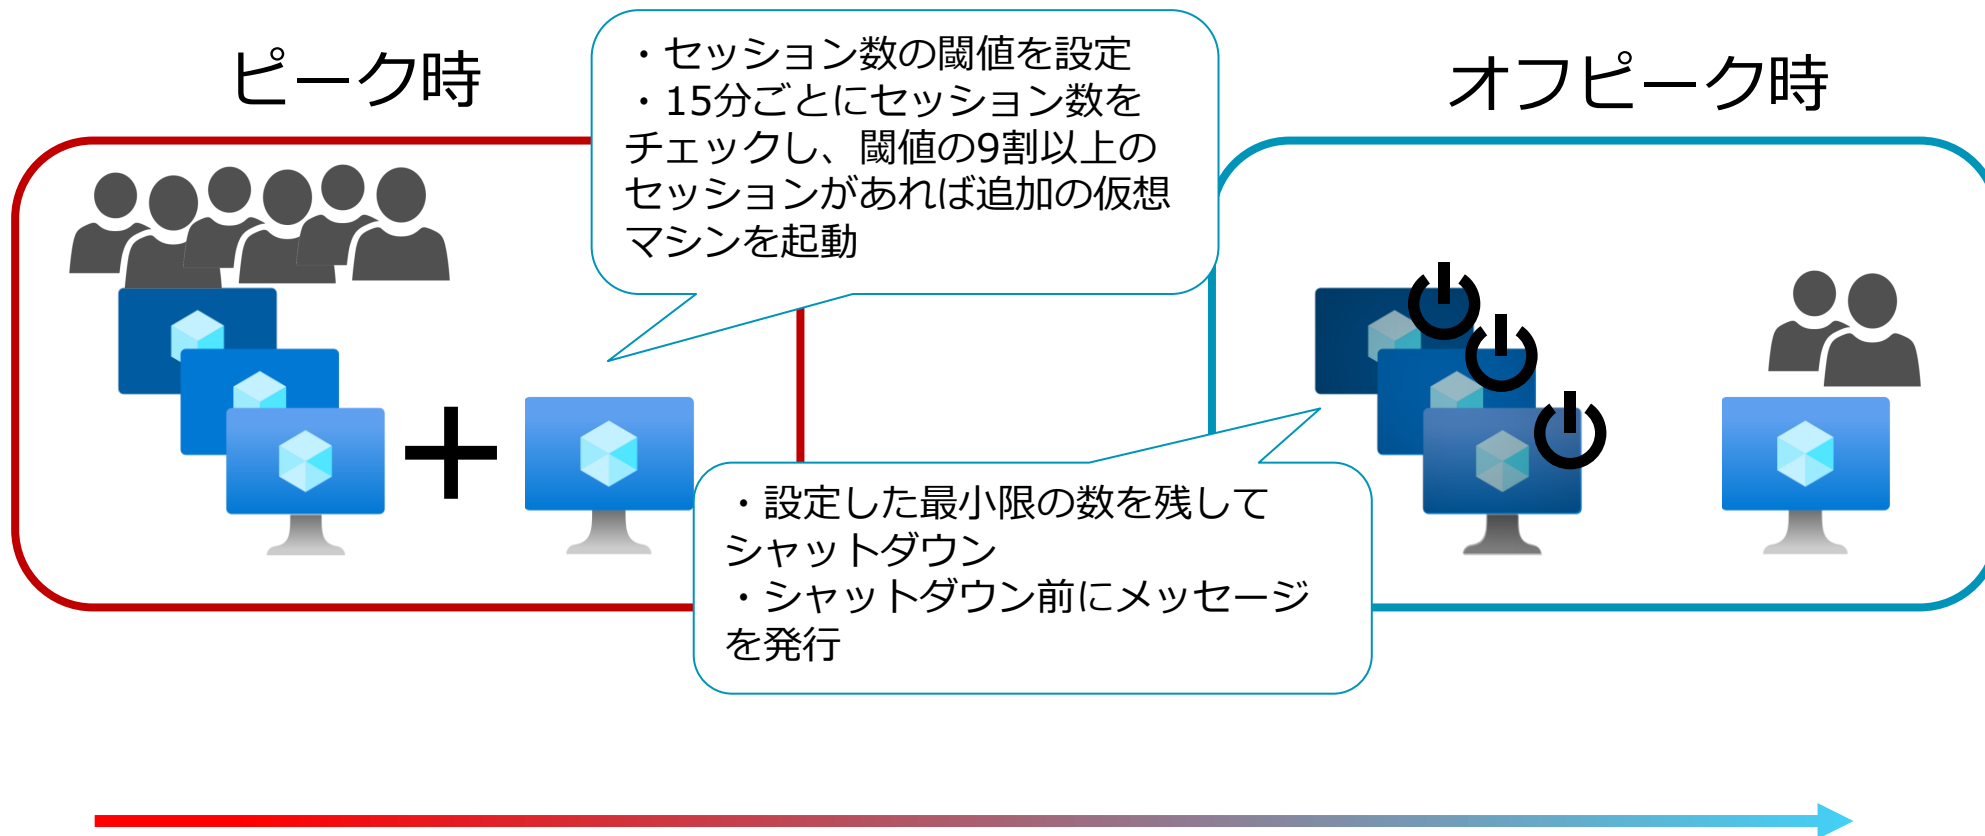 ピーク時
・セッション数の閾値を設定
・15分ごとにセッション数を
チェックし、閾値の9割以上の
セッションがあれば追加の仮想
マシンを起動
オフピーク時
・設定した最小限の数を残して
シャットダウン
・シャットダウン前にメッセージ
を発行